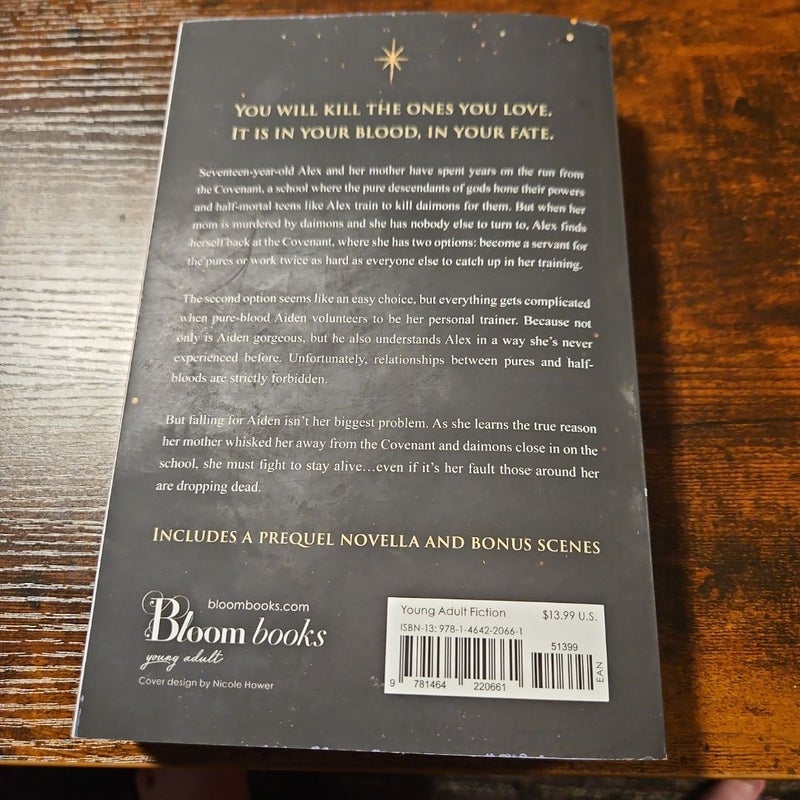 YOU WILL KILL THE ONES YOU LOVE.
IT IS IN YOUR BLOOD, IN YOUR FATE.
Seventeen-year-old Alex and her mother have spent years on the run from
the Covenant, a school where the pure descendants of gods hone their powers
and half-mortal teens like Alex train to kill daimons for them. But when her
mom is murdered by daimons and she has nobody else to turn to, Alex finds
herself back at the Covenant, where she has two options: become a servant for
the pures or work twice as hard as everyone else to catch up in her training.
The second option seems like an easy choice, but everything gets complicated
when pure-blood Aiden volunteers to be her personal trainer. Because not
only is Aiden gorgeous, but he also understands Alex in a way she's never
experienced before. Unfortunately, relationships between pures and half-
bloods are strictly forbidden.
But falling for Aiden isn't her biggest problem. As she learns the true reason
her mother whisked her away from the Covenant and daimons close in on the
school, she must fight to stay alive…even if it's her fault those around her
are dropping dead.
INCLUDES A PREQUEL NOVELLA AND BONUS SCENES
bloombooks.com
Bloom books
young adult
Cover design by Nicole Hower
Young Adult Fiction $13.99 U.S.
ISBN-13: 978-1-4642-2066-1
51399
EAN
9 781464 220661